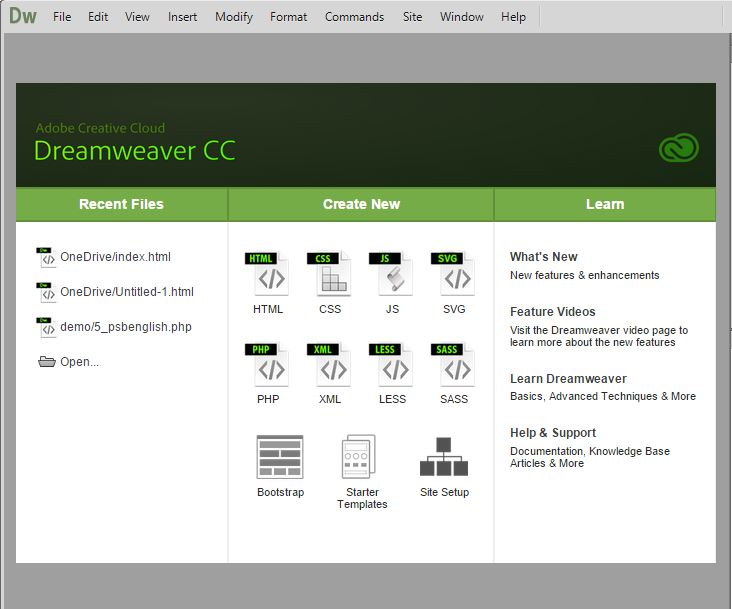 Dw File Edit View Insert Modify Format Commands Site Window Help
Adobe Creative Cloud
Dreamweaver CC
Recent Files
Dw OneDrive/index.html
Dw OneDrive/Untitled-1.html
Dw demo/5_psbenglish.php
Open...
Create New
HTML CSS JS SVG
HTML CSS JS SVG
PHP XML LESS SASS
PHP XML LESS SASS
Bootstrap Starter Site Setup
Templates
Learn
What's New
New features & enhancements
Feature Videos
Visit the Dreamweaver video page to
learn more about the new features
Learn Dreamweaver
Basics, Advanced Techniques & More
Help & Support
Documentation, Knowledge Base
Articles & More